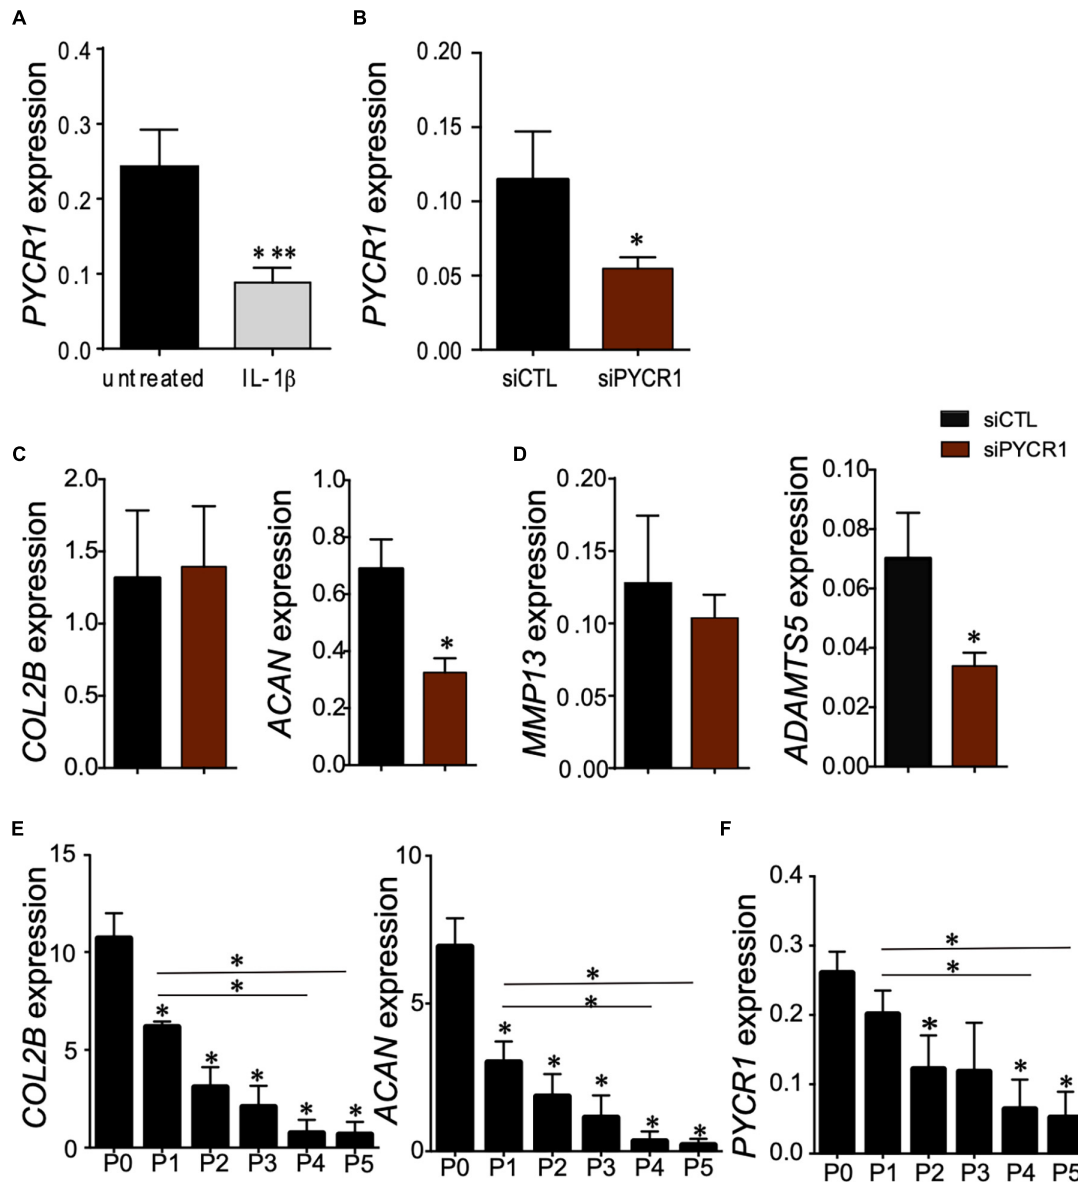 A
B
PYCR1 expression
0.4
0.3
0.2
0.1
0.0
* **
untreated
IL-1β
PYCR1 expression
0.20
0.15
0.10
0.05
0.00
*
siCTL
siPYCR1
siCTL
siPYCR1
C
D
COL2B expression
2.0
1.5
1.0
0.5
0.0
ACAN expression
1.0
0.8
0.6
0.4
0.2
0.0
*
MMP13 expression
0.20
0.15
0.10
0.05
0.00
ADAMTS5 expression
0.10
0.08
0.06
0.04
0.02
0.00
*
E
F
COL2B expression
15
10
5
0
*
*
* * * * *
P0 P1 P2 P3 P4 P5
ACAN expression
10
5
0
*
*
* * * * *
P0 P1 P2 P3 P4 P5
PYCR1 expression
0.4
0.3
0.2
0.1
0.0
*
*
* * *
P0 P1 P2 P3 P4 P5